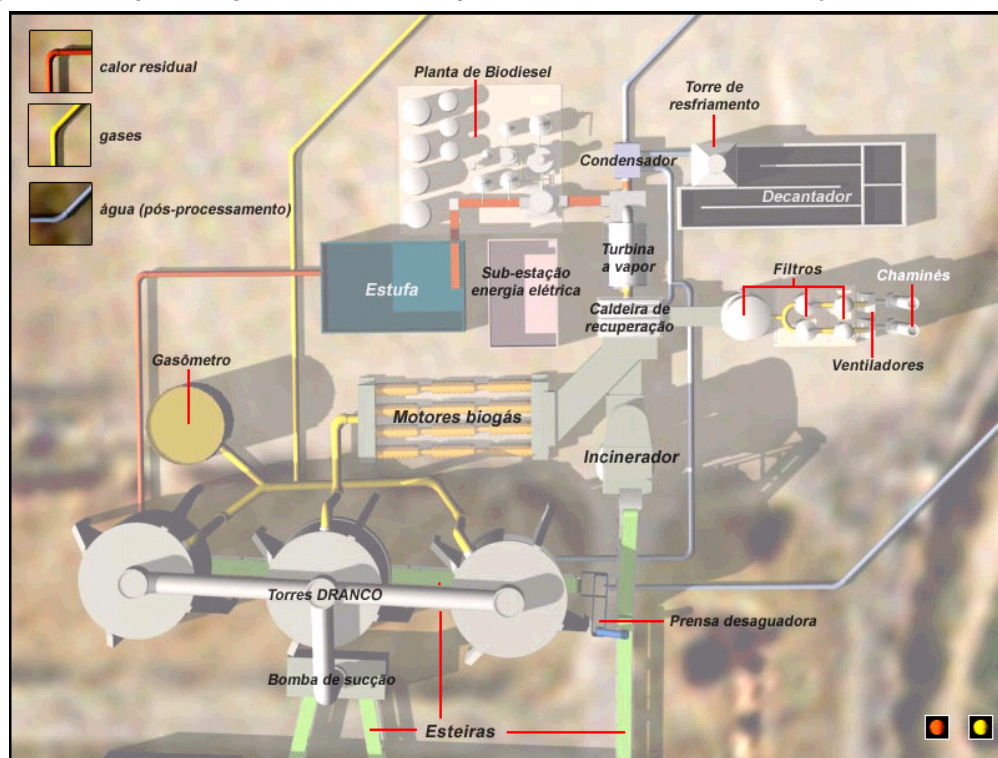 calor residual
gases
água (pós-processamento)
Planta de Biodiesel
Torre de
resfriamento
Condensador
Decantador
Turbina
a vapor
Estufa
Sub-estação
energia elétrica
Filtros
Chaminés
Caldeira de
recuperação
Ventiladores
Gasômetro
Motores biogás
Incinerador
Torres DRANCO
Prensa desaguadora
Bomba de sucção
Esteiras